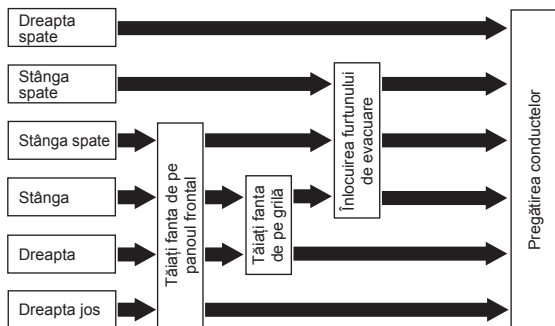 Dreapta
spate
Stânga
spate
Stânga spate
Stânga
Dreapta
Dreapta jos
Tăiați fanta de pe
panoul frontal
Tăiați fanta
de pe grilă
Înlocuirea furtunului
de evacuare
Pregătirea conductelor